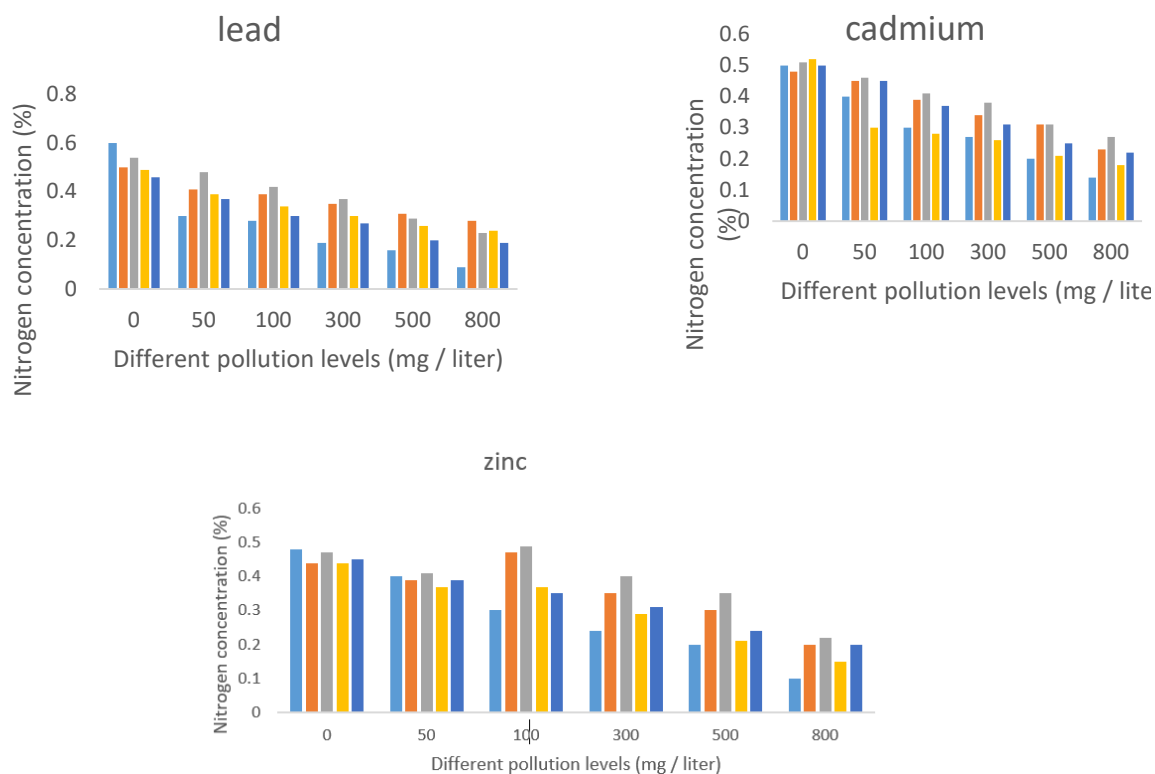 lead
Nitrogen concentration (%)
0.8
0.6
0.4
0.2
0
0 50 100 300 500 800
Different pollution levels (mg / liter)
cadmium
Nitrogen concentration
(%)
0.6
0.5
0.4
0.3
0.2
0.1
0
0 50 100 300 500 800
Different pollution levels (mg / lite
zinc
Nitrogen concentration (%)
0.6
0.5
0.4
0.3
0.2
0.1
0
0 50 100 300 500 800
Different pollution levels (mg / liter)